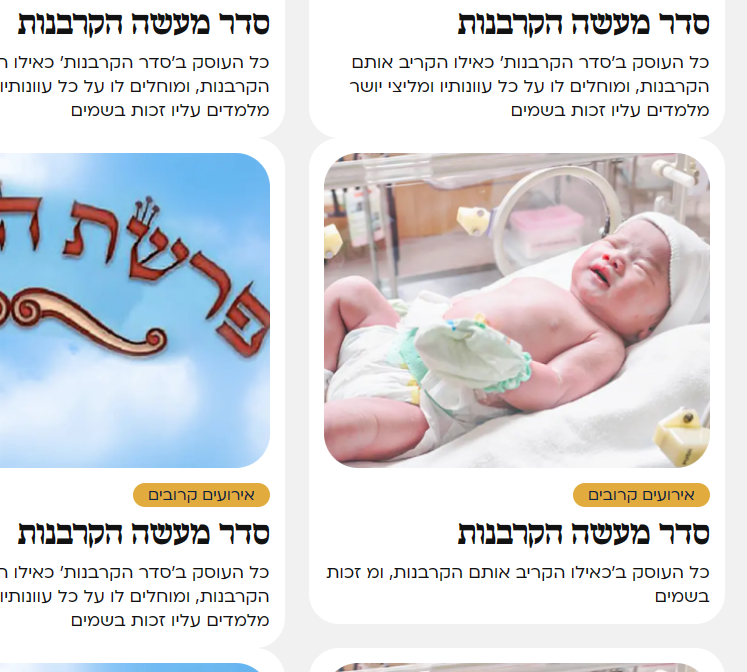 סדר מעשה הקרבנות
כל העוסק ב'סדר הקרבנות' כאילו הקריב אותם
הקרבנות, ומוחלים לו על כל עוונותיו ומליצי יושר
מלמדים עליו זכות בשמים
אירועים קרובים
סדר מעשה הקרבנות
כל העוסק ב'כאילו הקריב אותם הקרבנות, ומ זכות
בשמים
סדר מעשה הקרבנות
כל העוסק ב'סדר הקרבנות' כאילו
הקרבנות, ומוחלים לו על כל עוונותיו
מלמדים עליו זכות בשמים
פרשת
אירועים קרובים
סדר מעשה הקרבנות
כל העוסק ב'סדר הקרבנות' כאילו
הקרבנות, ומוחלים לו על כל עוונותיו
מלמדים עליו זכות בשמים